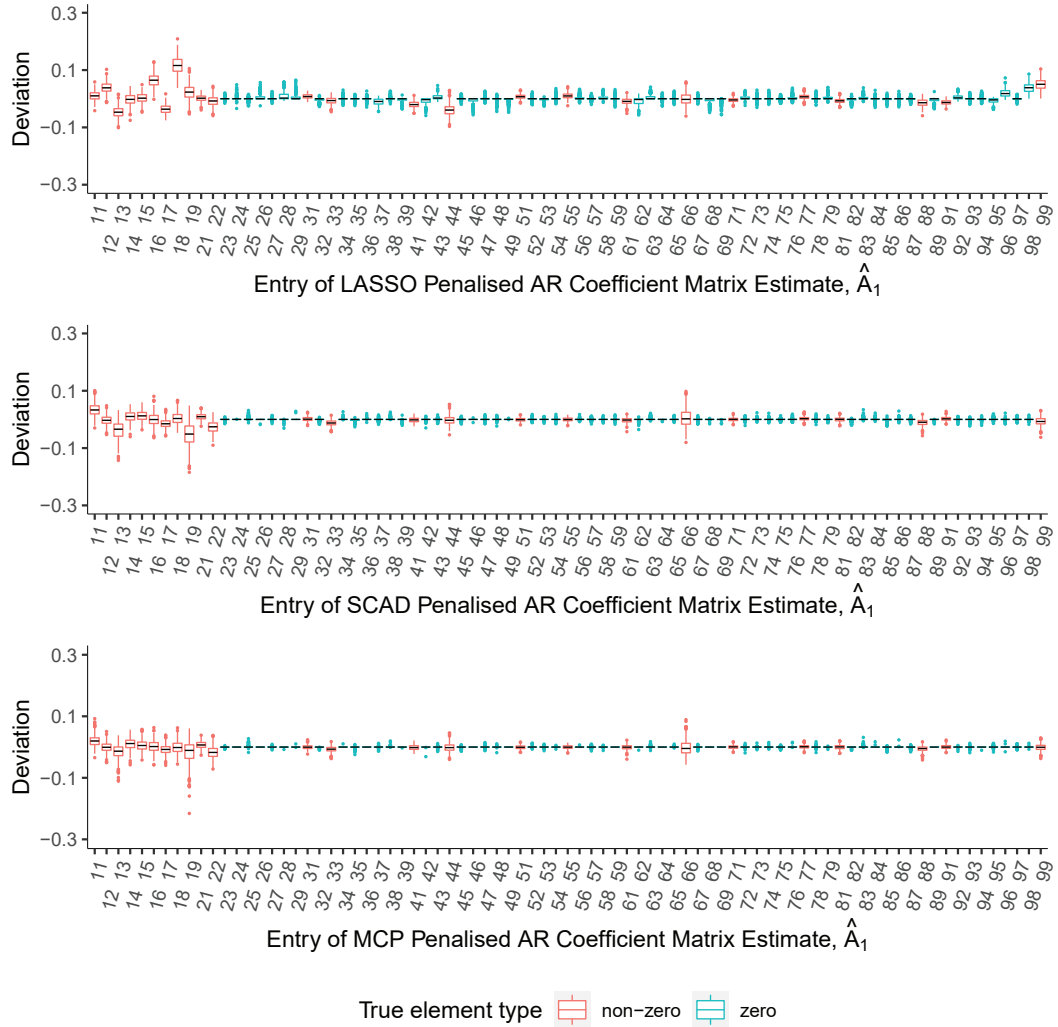 Deviation
0.3
0.1
−0.1
−0.3
11 13 15 17 19 22 24 26 28 31 33 35 37 39 42 44 46 48 51 53 55 57 59 62 64 66 68 71 73 75 77 79 82 84 86 88 91 93 95 97 99
12 14 16 18 21 23 25 27 29 32 34 36 38 41 43 45 47 49 52 54 56 58 61 63 65 67 69 72 74 76 78 81 83 85 87 89 92 94 96 98
Entry of LASSO Penalised AR Coefficient Matrix Estimate, Â₁
Deviation
0.3
0.1
−0.1
−0.3
11 13 15 17 19 22 24 26 28 31 33 35 37 39 42 44 46 48 51 53 55 57 59 62 64 66 68 71 73 75 77 79 82 84 86 88 91 93 95 97 99
12 14 16 18 21 23 25 27 29 32 34 36 38 41 43 45 47 49 52 54 56 58 61 63 65 67 69 72 74 76 78 81 83 85 87 89 92 94 96 98
Entry of SCAD Penalised AR Coefficient Matrix Estimate, Â₁
Deviation
0.3
0.1
−0.1
−0.3
11 13 15 17 19 22 24 26 28 31 33 35 37 39 42 44 46 48 51 53 55 57 59 62 64 66 68 71 73 75 77 79 82 84 86 88 91 93 95 97 99
12 14 16 18 21 23 25 27 29 32 34 36 38 41 43 45 47 49 52 54 56 58 61 63 65 67 69 72 74 76 78 81 83 85 87 89 92 94 96 98
Entry of MCP Penalised AR Coefficient Matrix Estimate, Â₁
True element type non−zero zero